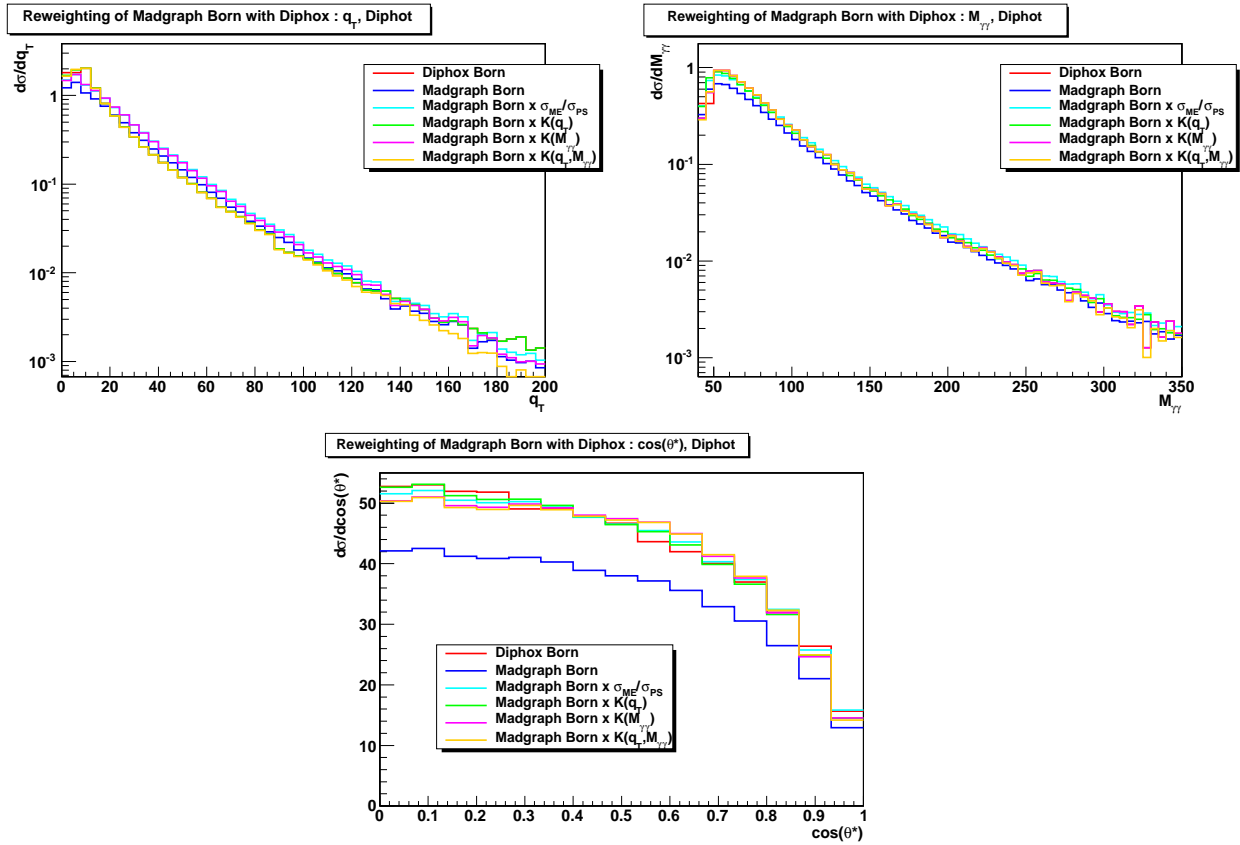 Reweighting of Madgraph Born with Diphox : q_T, Diphot
dσ/dq_T
1
10^-1
10^-2
10^-3
Diphox Born
Madgraph Born
Madgraph Born x σ_ME/σ_PS
Madgraph Born x K(q_T)
Madgraph Born x K(M_γγ)
Madgraph Born x K(q_T,M_γγ)
0 20 40 60 80 100 120 140 160 180 200
q_T
Reweighting of Madgraph Born with Diphox : M_γγ, Diphot
dσ/dM_γγ
1
10^-1
10^-2
10^-3
Diphox Born
Madgraph Born
Madgraph Born x σ_ME/σ_PS
Madgraph Born x K(q_T)
Madgraph Born x K(M_γγ)
Madgraph Born x K(q_T,M_γγ)
50 100 150 200 250 300 350
M_γγ
Reweighting of Madgraph Born with Diphox : cos(θ*), Diphot
dσ/dcos(θ*)
50
40
30
20
10
0
Diphox Born
Madgraph Born
Madgraph Born x σ_ME/σ_PS
Madgraph Born x K(q_T)
Madgraph Born x K(M_γγ)
Madgraph Born x K(q_T,M_γγ)
0 0.1 0.2 0.3 0.4 0.5 0.6 0.7 0.8 0.9 1
cos(θ*)